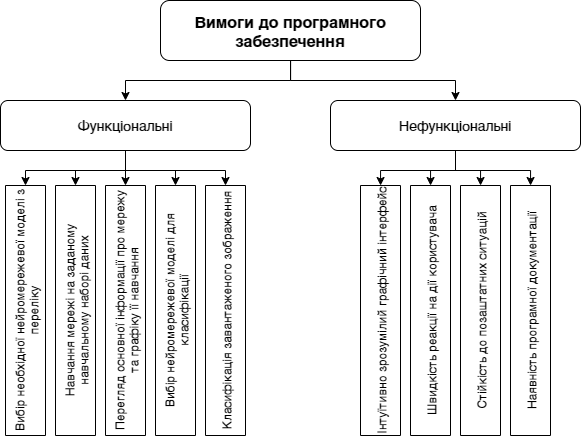 Вимоги до програмного
забезпечення
Функціональні
Нефункціональні
Вибір необхідної нейромережевої моделі з
переліку
Навчання мережі на заданому
навчальному наборі даних
Перегляд основної інформації про мережу
та графіку її навчання
Вибір нейромережевої моделі для
класифікації
Класифікація завантаженого зображення
Інтуїтивно зрозумілий графічний інтерфейс
Швидкість реакції на дії користувача
Стійкість до позаштатних ситуацій
Наявність програмної документації